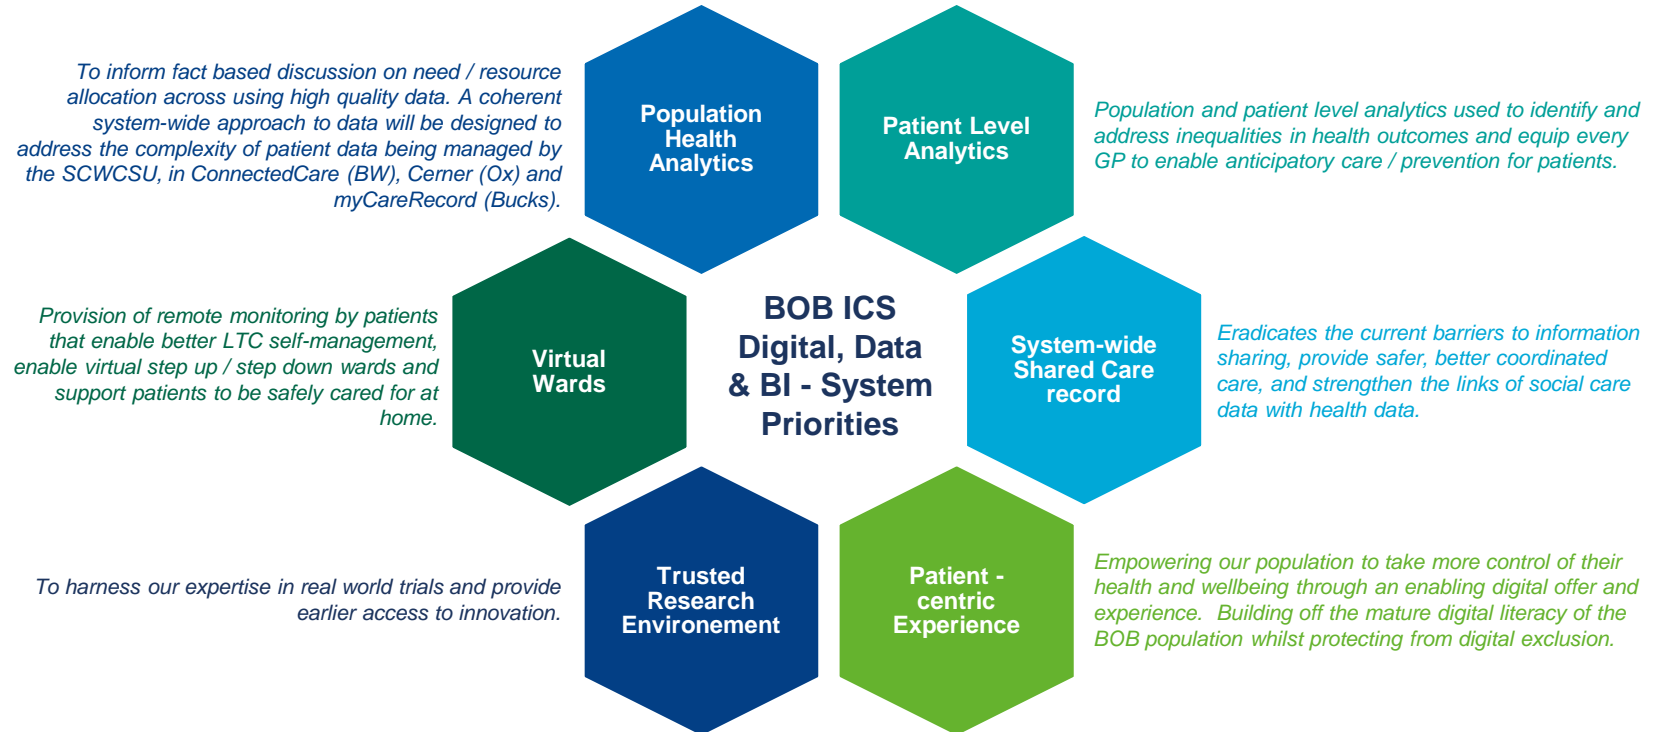 To inform fact based discussion on need / resource
allocation across using high quality data. A coherent
system-wide approach to data will be designed to
address the complexity of patient data being managed by
the SCWCSU, in ConnectedCare (BW), Cerner (Ox) and
myCareRecord (Bucks).
Population
Health
Analytics
Patient Level
Analytics
Population and patient level analytics used to identify and
address inequalities in health outcomes and equip every
GP to enable anticipatory care / prevention for patients.
Provision of remote monitoring by patients
that enable better LTC self-management,
enable virtual step up / step down wards and
support patients to be safely cared for at
home.
Virtual
Wards
BOB ICS
Digital, Data
& BI - System
Priorities
System-wide
Shared Care
record
Eradicates the current barriers to information
sharing, provide safer, better coordinated
care, and strengthen the links of social care
data with health data.
To harness our expertise in real world trials and provide
earlier access to innovation.
Trusted
Research
Environement
Patient -
centric
Experience
Empowering our population to take more control of their
health and wellbeing through an enabling digital offer and
experience.  Building off the mature digital literacy of the
BOB population whilst protecting from digital exclusion.